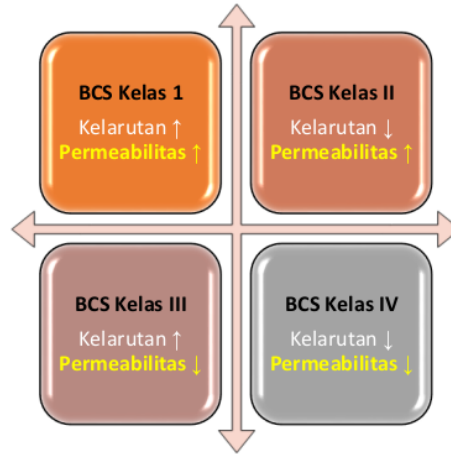 BCS Kelas 1
Kelarutan ↑
Permeabilitas ↑
BCS Kelas II
Kelarutan ↓
Permeabilitas ↑
BCS Kelas III
Kelarutan ↑
Permeabilitas ↓
BCS Kelas IV
Kelarutan ↓
Permeabilitas ↓